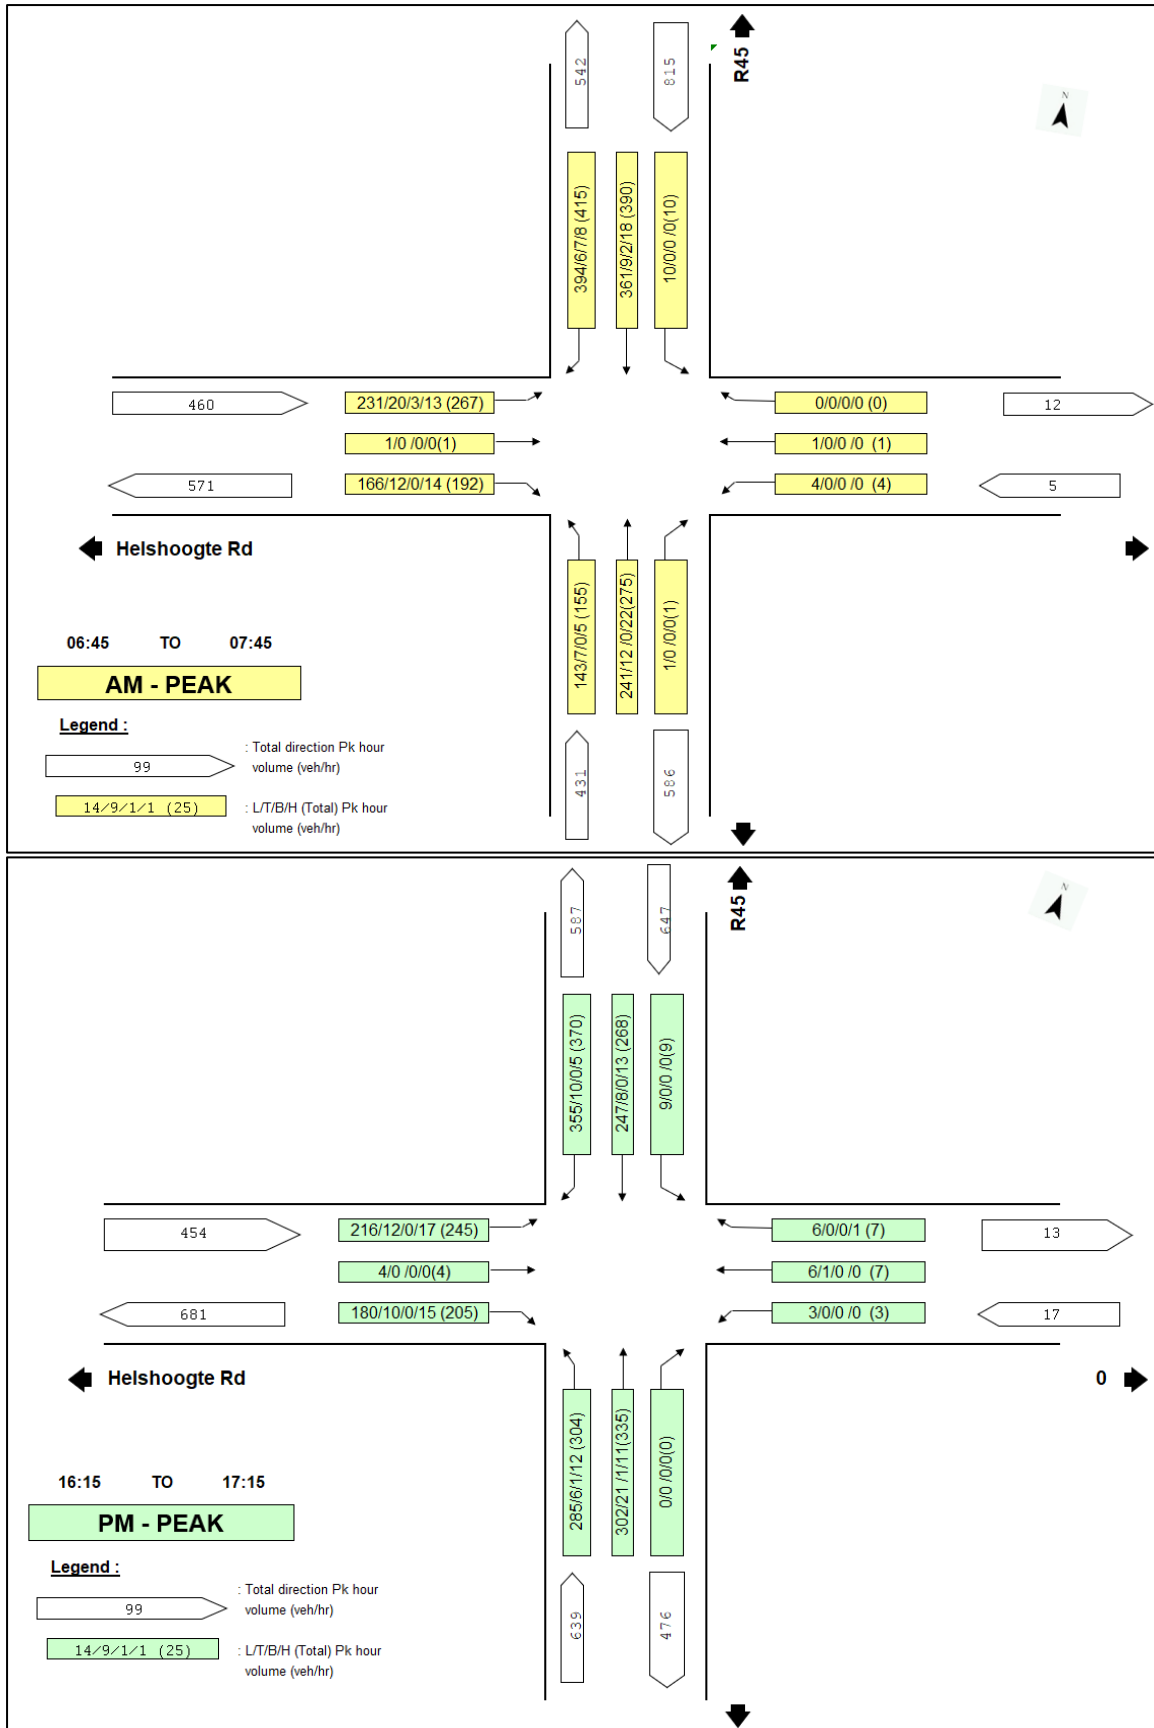 542
815
R45
N
394/6/7/8 (415)
361/9/2/18 (390)
10/0/0 /0(10)
460
231/20/3/13 (267)
0/0/0/0 (0)
12
1/0 /0/0(1)
1/0/0 /0 (1)
571
166/12/0/14 (192)
4/0/0 /0 (4)
5
Helshoogte Rd
143/7/0/5 (155)
241/12 /0/22(275)
1/0 /0/0(1)
06:45 TO 07:45
AM - PEAK
Legend :
99
: Total direction Pk hour
volume (veh/hr)
14/9/1/1 (25)
: L/T/B/H (Total) Pk hour
volume (veh/hr)
431
586
587
647
R45
N
355/10/0/5 (370)
247/8/0/13 (268)
9/0/0 /0(9)
454
216/12/0/17 (245)
6/0/0/1 (7)
13
4/0 /0/0(4)
6/1/0 /0 (7)
681
180/10/0/15 (205)
3/0/0 /0 (3)
17
Helshoogte Rd
0
285/6/1/12 (304)
302/21 /1/11(335)
0/0 /0/0(0)
16:15 TO 17:15
PM - PEAK
Legend :
99
: Total direction Pk hour
volume (veh/hr)
14/9/1/1 (25)
: L/T/B/H (Total) Pk hour
volume (veh/hr)
639
476